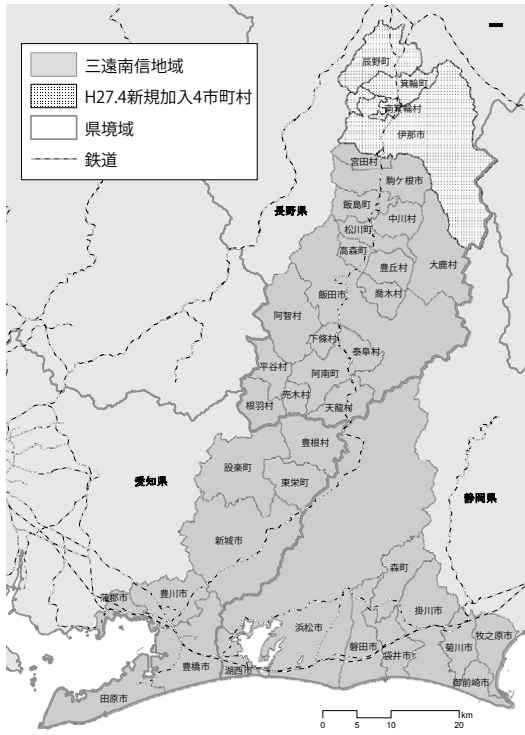 三遠南信地域
H27.4新規加入4市町村
県境域
鉄道
辰野町
箕輪町
南箕輪村
伊那市
宮田村
駒ケ根市
飯島町
中川村
長野県
松川町
高森町
大鹿村
豊丘村
飯田市
喬木村
阿智村
下條村
泰阜村
平谷村
阿南町
売木村
根羽村
天龍村
豊根村
設楽町
愛知県
東栄町
静岡県
新城市
森町
豊川市
蒲郡市
掛川市
浜松市
牧之原市
磐田市
菊川市
袋井市
豊橋市
湖西市
御前崎市
田原市
0 5 10 20
km